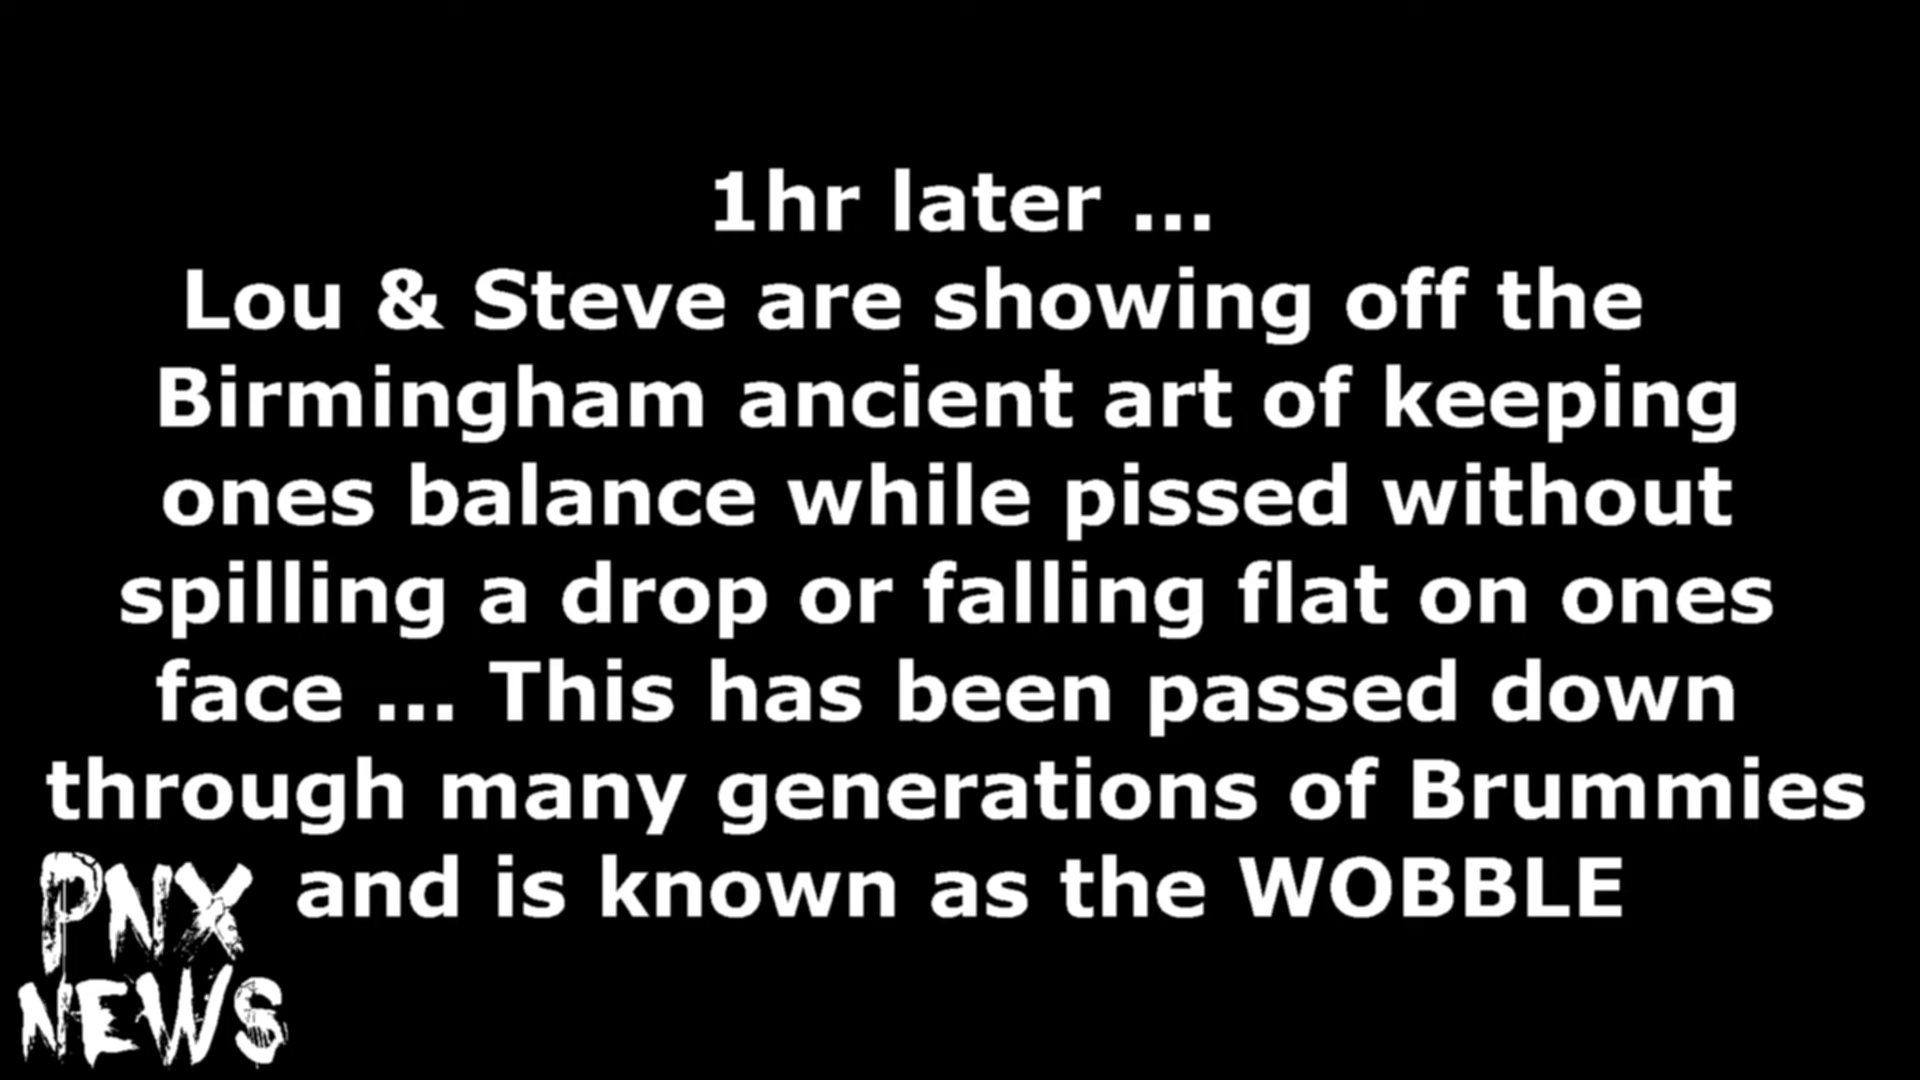 1hr later ...
Lou & Steve are showing off the
Birmingham ancient art of keeping
ones balance while pissed without
spilling a drop or falling flat on ones
face ... This has been passed down
through many generations of Brummies
and is known as the WOBBLE
PNX
NEWS